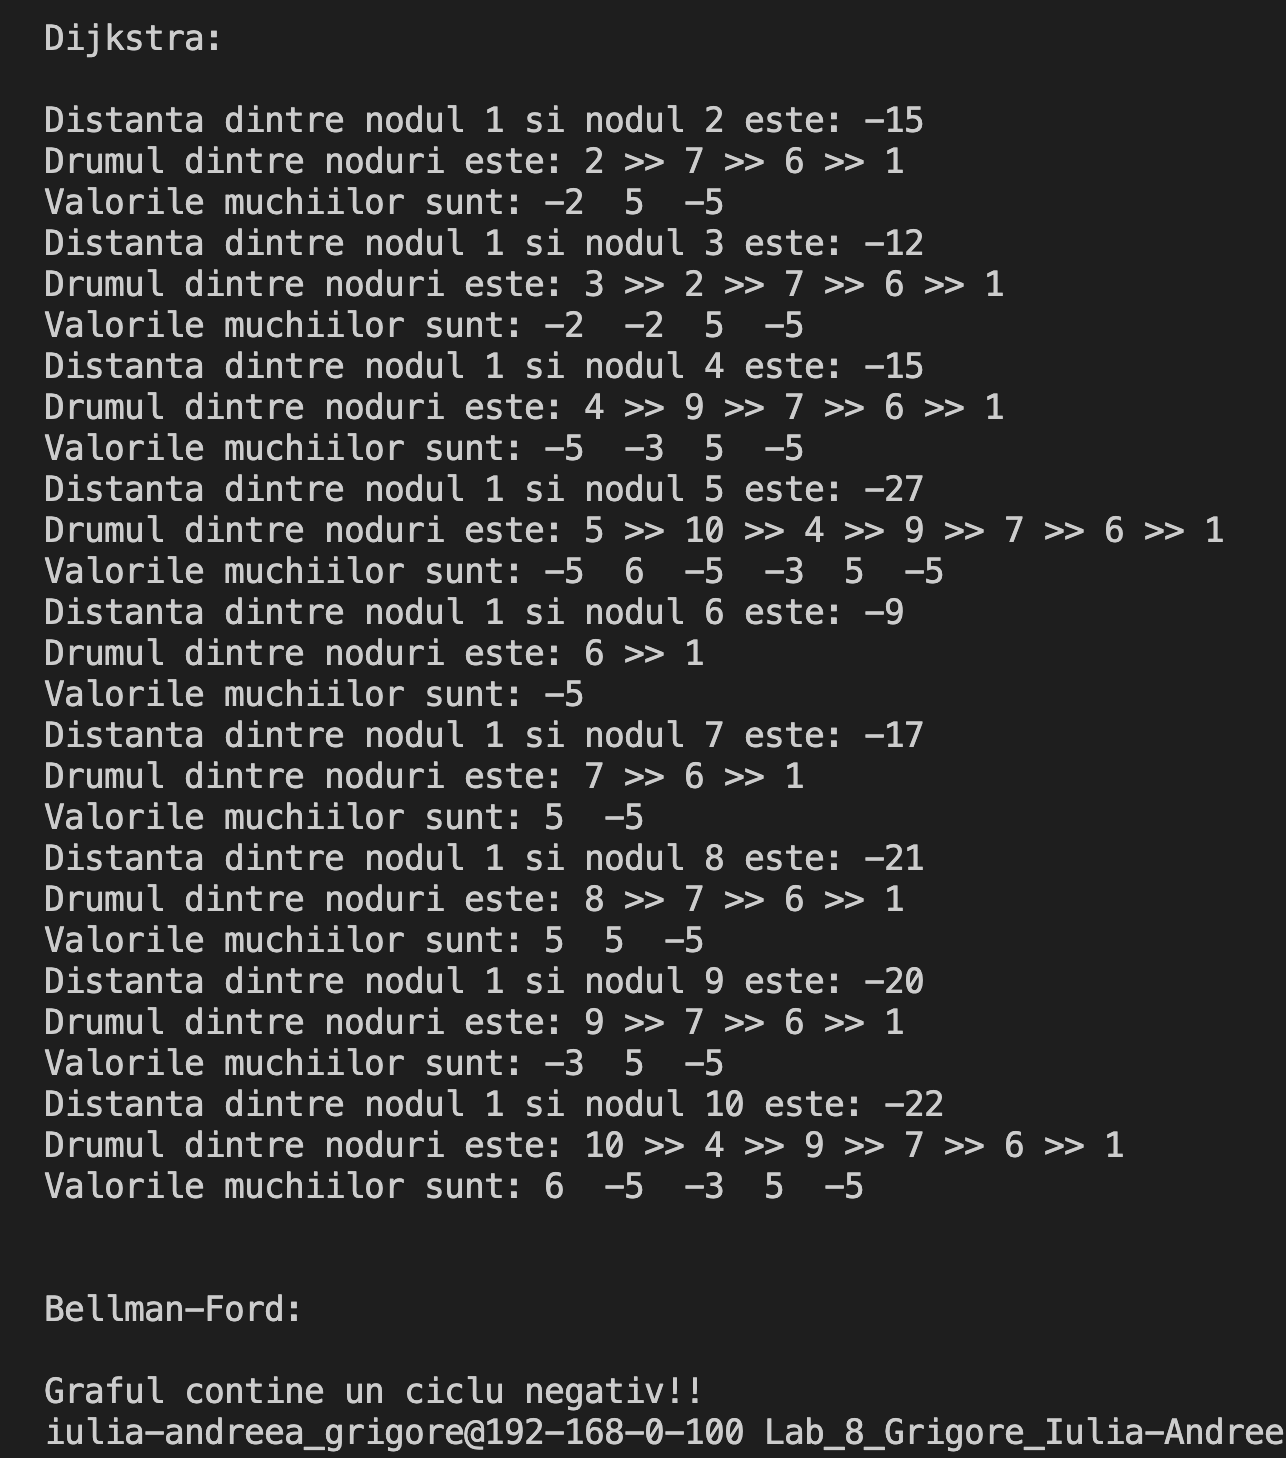 Dijkstra:
Distanta dintre nodul 1 si nodul 2 este: -15
Drumul dintre noduri este: 2 >> 7 >> 6 >> 1
Valorile muchiilor sunt: -2  5  -5
Distanta dintre nodul 1 si nodul 3 este: -12
Drumul dintre noduri este: 3 >> 2 >> 7 >> 6 >> 1
Valorile muchiilor sunt: -2  -2  5  -5
Distanta dintre nodul 1 si nodul 4 este: -15
Drumul dintre noduri este: 4 >> 9 >> 7 >> 6 >> 1
Valorile muchiilor sunt: -5  -3  5  -5
Distanta dintre nodul 1 si nodul 5 este: -27
Drumul dintre noduri este: 5 >> 10 >> 4 >> 9 >> 7 >> 6 >> 1
Valorile muchiilor sunt: -5  6  -5  -3  5  -5
Distanta dintre nodul 1 si nodul 6 este: -9
Drumul dintre noduri este: 6 >> 1
Valorile muchiilor sunt: -5
Distanta dintre nodul 1 si nodul 7 este: -17
Drumul dintre noduri este: 7 >> 6 >> 1
Valorile muchiilor sunt: 5  -5
Distanta dintre nodul 1 si nodul 8 este: -21
Drumul dintre noduri este: 8 >> 7 >> 6 >> 1
Valorile muchiilor sunt: 5  5  -5
Distanta dintre nodul 1 si nodul 9 este: -20
Drumul dintre noduri este: 9 >> 7 >> 6 >> 1
Valorile muchiilor sunt: -3  5  -5
Distanta dintre nodul 1 si nodul 10 este: -22
Drumul dintre noduri este: 10 >> 4 >> 9 >> 7 >> 6 >> 1
Valorile muchiilor sunt: 6  -5  -3  5  -5
Bellman-Ford:
Graful contine un ciclu negativ!!
iulia-andreea_grigore@192-168-0-100 Lab_8_Grigore_Iulia-Andree